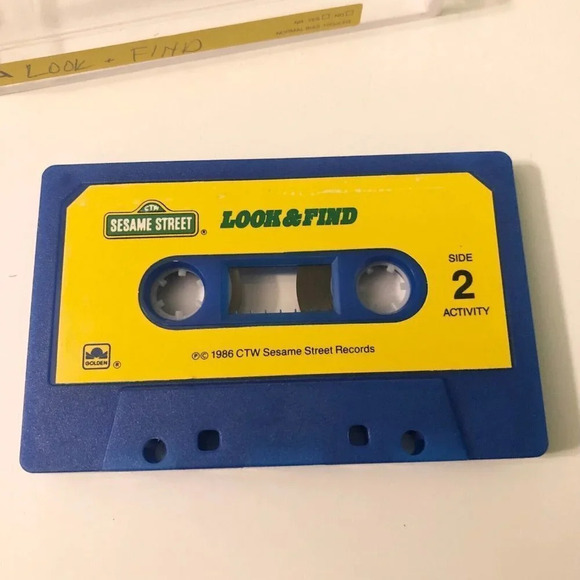 LOOK + FIND
CTW
SESAME STREET ®
LOOK & FIND
SIDE
2
ACTIVITY
GOLDEN ®
℗© 1986 CTW Sesame Street Records